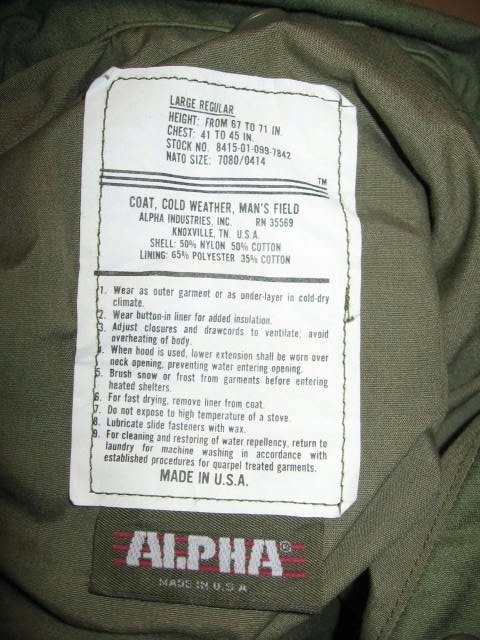 LARGE REGULAR
HEIGHT: FROM 67 TO 71 IN.
CHEST: 41 TO 45 IN.
STOCK NO. 8415-01-099-7842
NATO SIZE: 7080/0414
TM
COAT, COLD WEATHER, MAN'S FIELD
ALPHA INDUSTRIES, INC. RN 35569
KNOXVILLE, TN. U.S.A.
SHELL: 50% NYLON 50% COTTON
LINING: 65% POLYESTER 35% COTTON
1. Wear as outer garment or as under-layer in cold-dry
climate.
2. Wear button-in liner for added insulation.
3. Adjust closures and drawcords to ventilate; avoid
overheating of body.
4. When hood is used, lower extension shall be worn over
neck opening, preventing water entering opening.
5. Brush snow or frost from garments before entering
heated shelters.
6. For fast drying, remove liner from coat.
7. Do not expose to high temperature of a stove.
8. Lubricate slide fasteners with wax.
9. For cleaning and restoring of water repellency, return to
laundry for machine washing in accordance with
established procedures for quarpel treated garments.
MADE IN U.S.A.
ALPHA®
MADE IN U.S.A